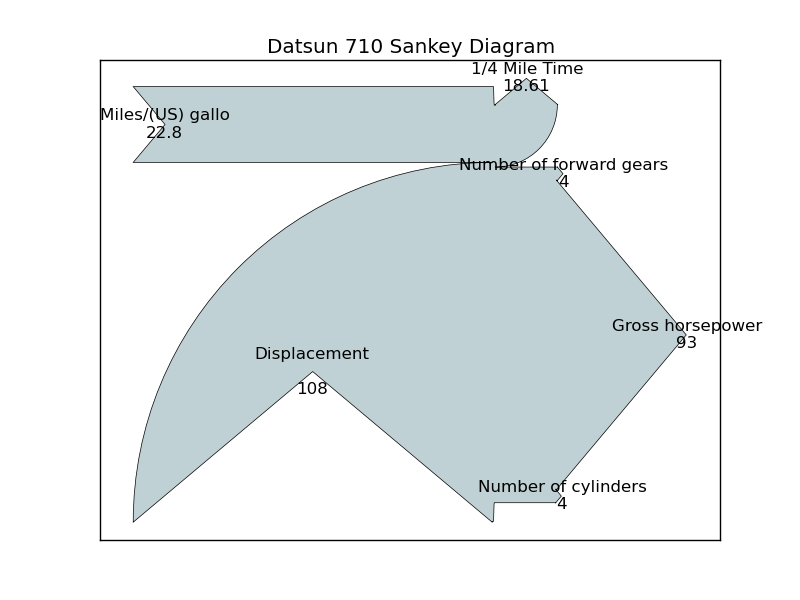 Datsun 710 Sankey Diagram
1/4 Mile Time
18.61
Miles/(US) gallo
22.8
Number of forward gears
4
Gross horsepower
93
Displacement
108
Number of cylinders
4